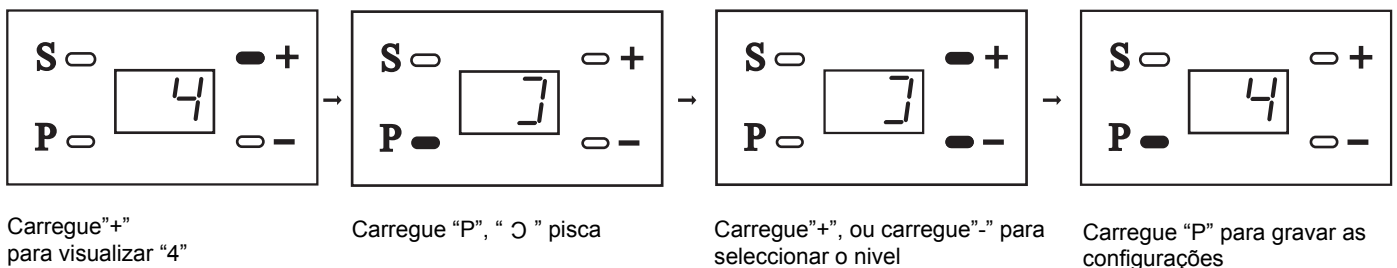 S +
4
P −
→
S +
Ɔ
P −
→
S +
Ɔ
P −
→
S +
4
P −
Carregue"+"
para visualizar “4”
Carregue “P”, “ Ɔ ” pisca
Carregue"+", ou carregue"-" para
seleccionar o nivel
Carregue “P” para gravar as
configurações